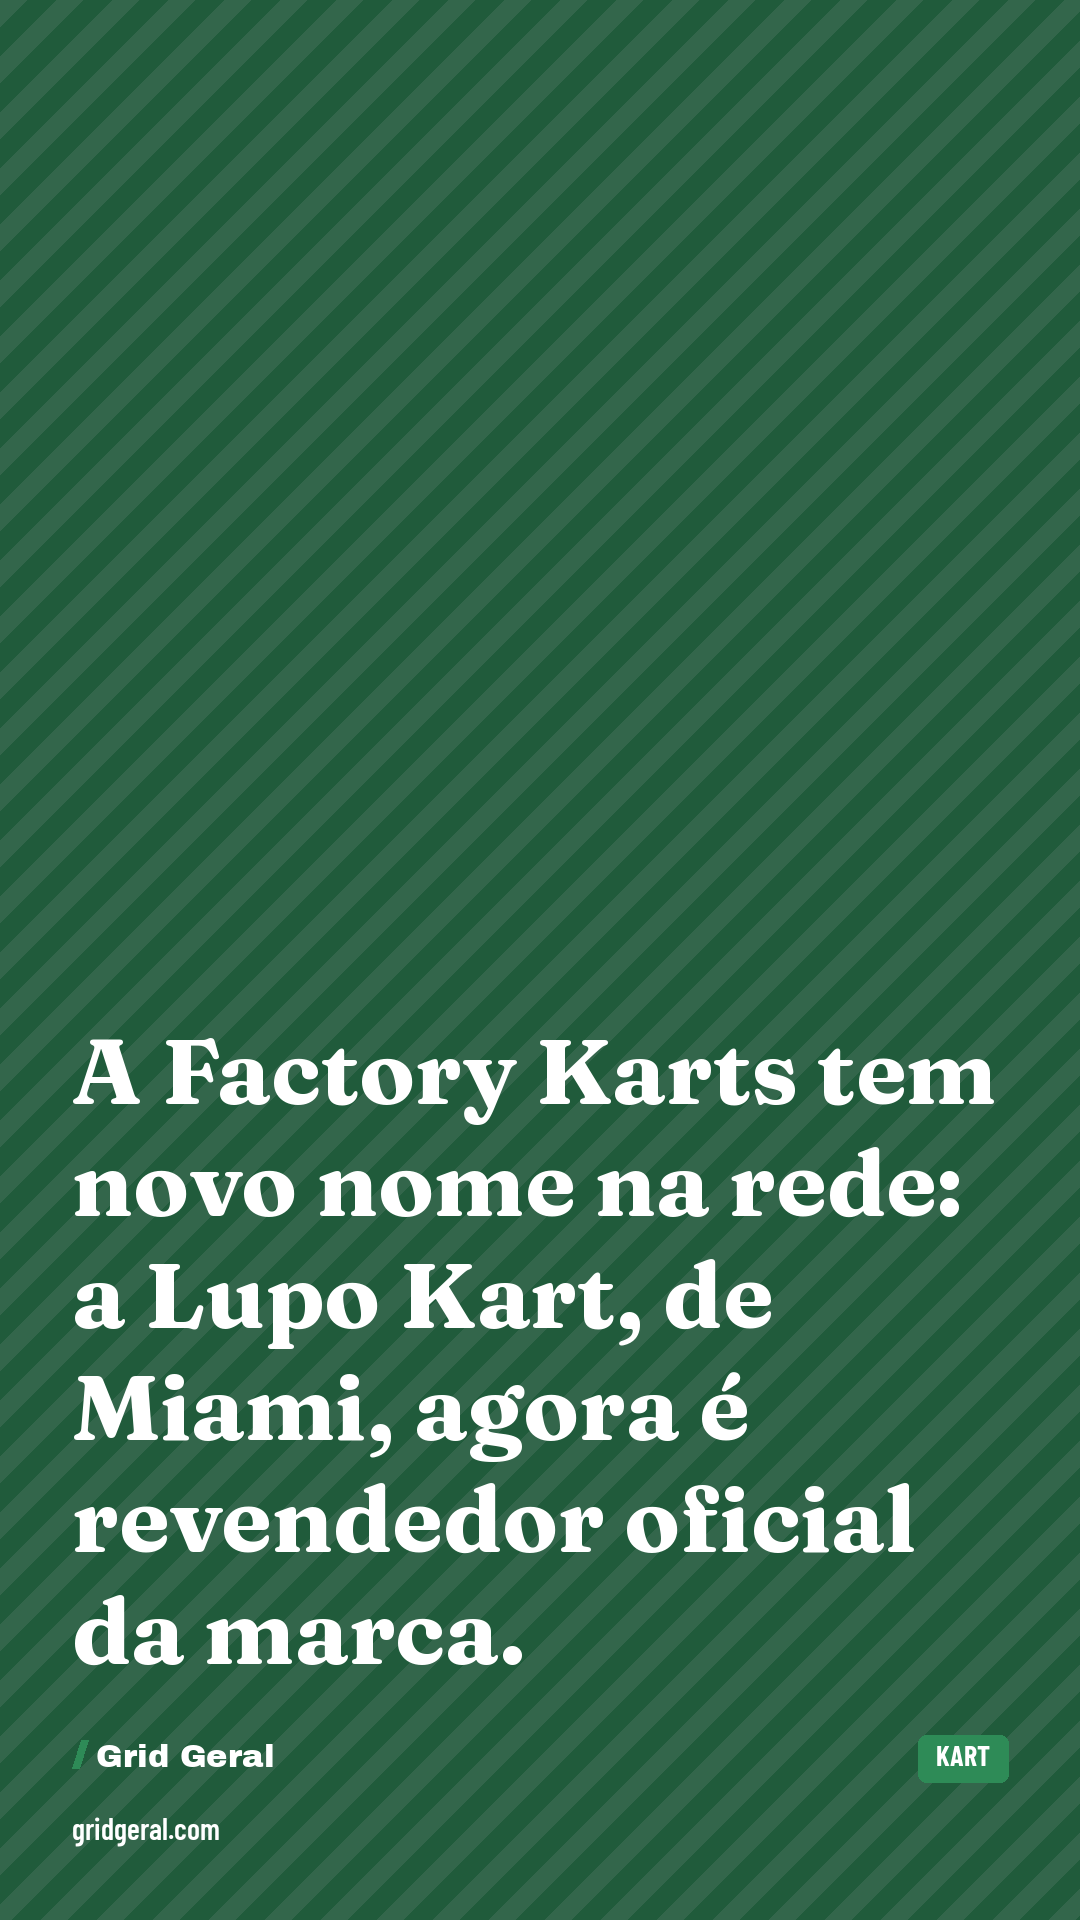 A Factory Karts tem
novo nome na rede:
a Lupo Kart, de
Miami, agora é
revendedor oficial
da marca.
/ Grid Geral
KART
gridgeral.com